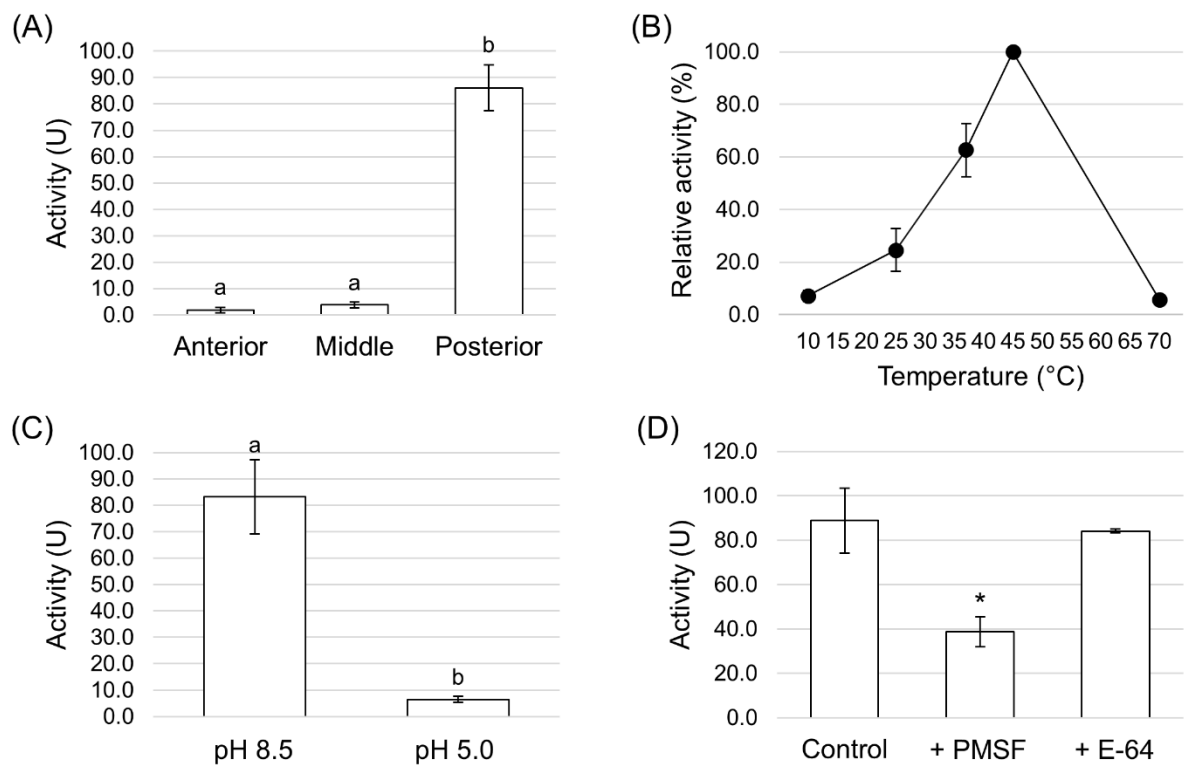 (A)
Activity (U)
100.0
90.0
80.0
70.0
60.0
50.0
40.0
30.0
20.0
10.0
0.0
a
a
b
Anterior Middle Posterior
(B)
Relative activity (%)
100.0
80.0
60.0
40.0
20.0
0.0
10 15 20 25 30 35 40 45 50 55 60 65 70
Temperature (°C)
(C)
Activity (U)
100.0
90.0
80.0
70.0
60.0
50.0
40.0
30.0
20.0
10.0
0.0
a
b
pH 8.5 pH 5.0
(D)
Activity (U)
120.0
100.0
80.0
60.0
40.0
20.0
0.0
*
Control + PMSF + E-64